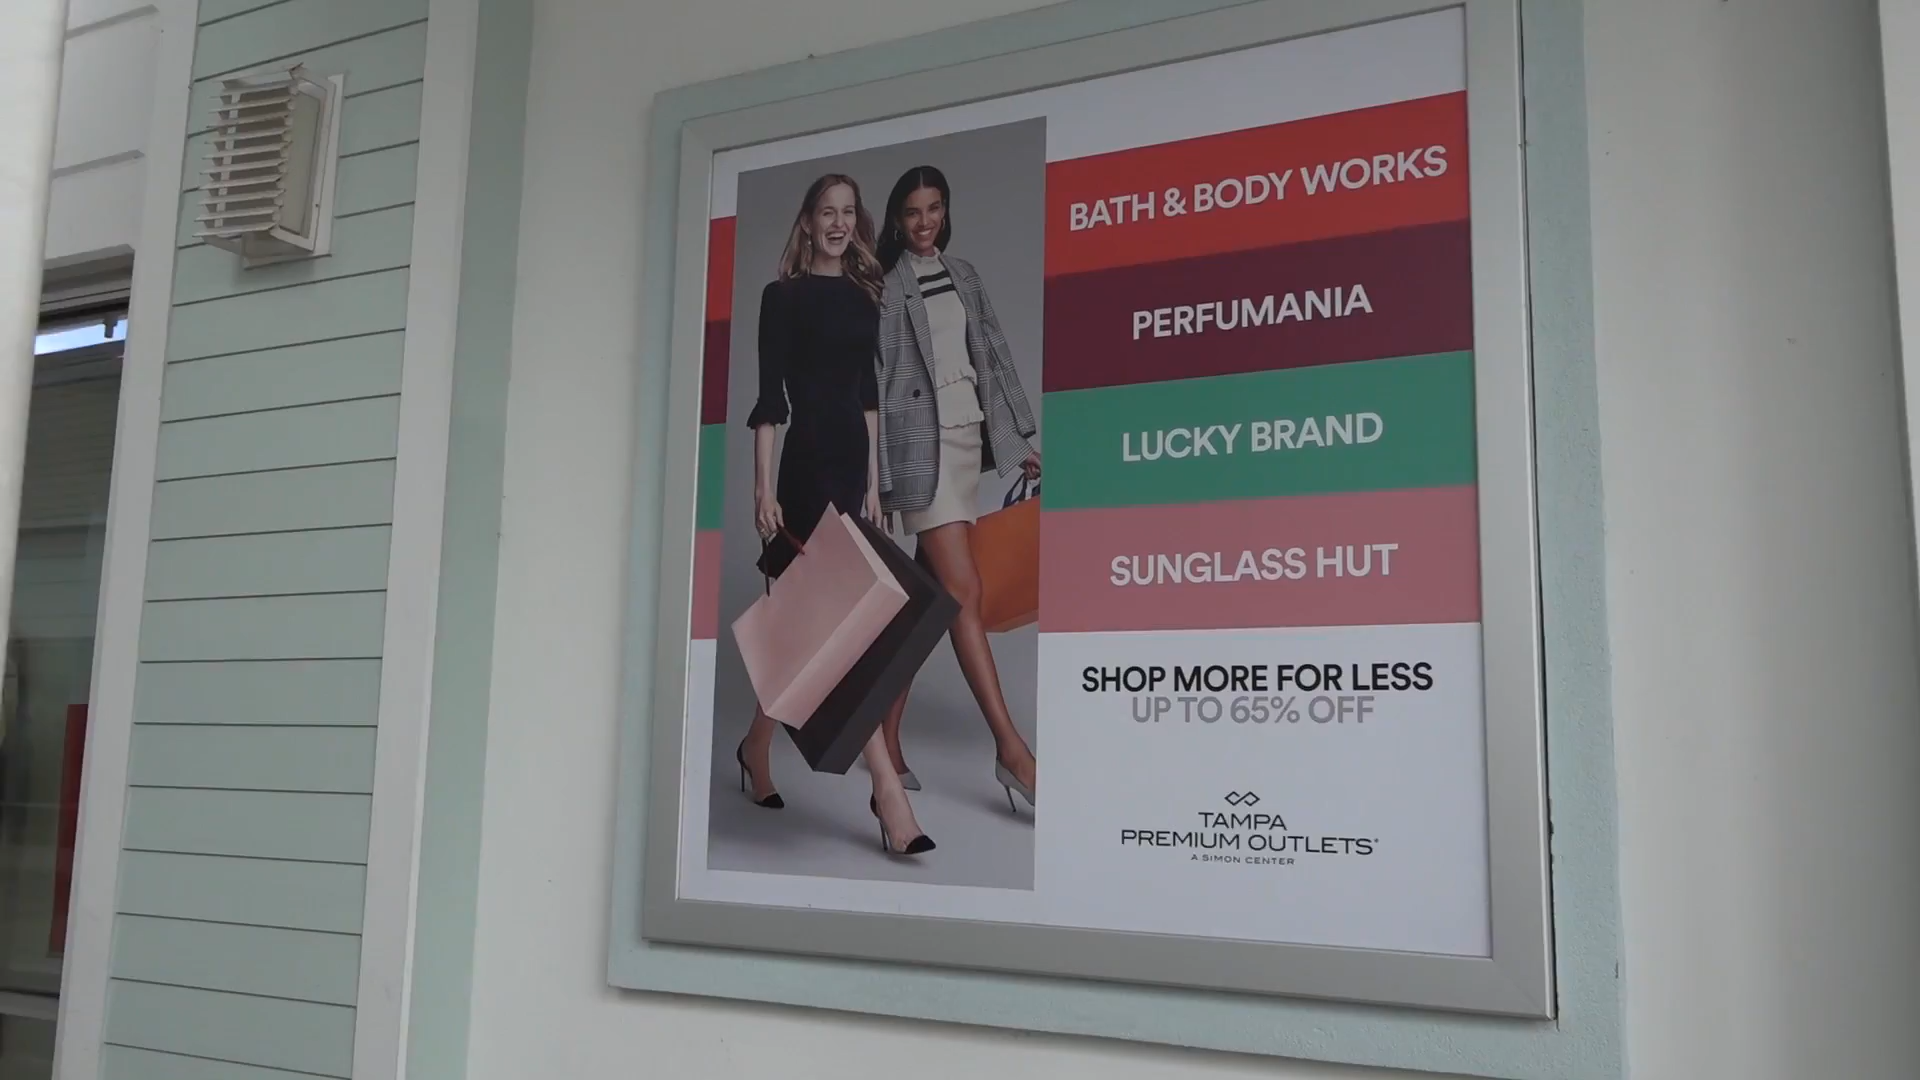 BATH & BODY WORKS
PERFUMANIA
LUCKY BRAND
SUNGLASS HUT
SHOP MORE FOR LESS
UP TO 65% OFF
TAMPA
PREMIUM OUTLETS®
A SIMON CENTER